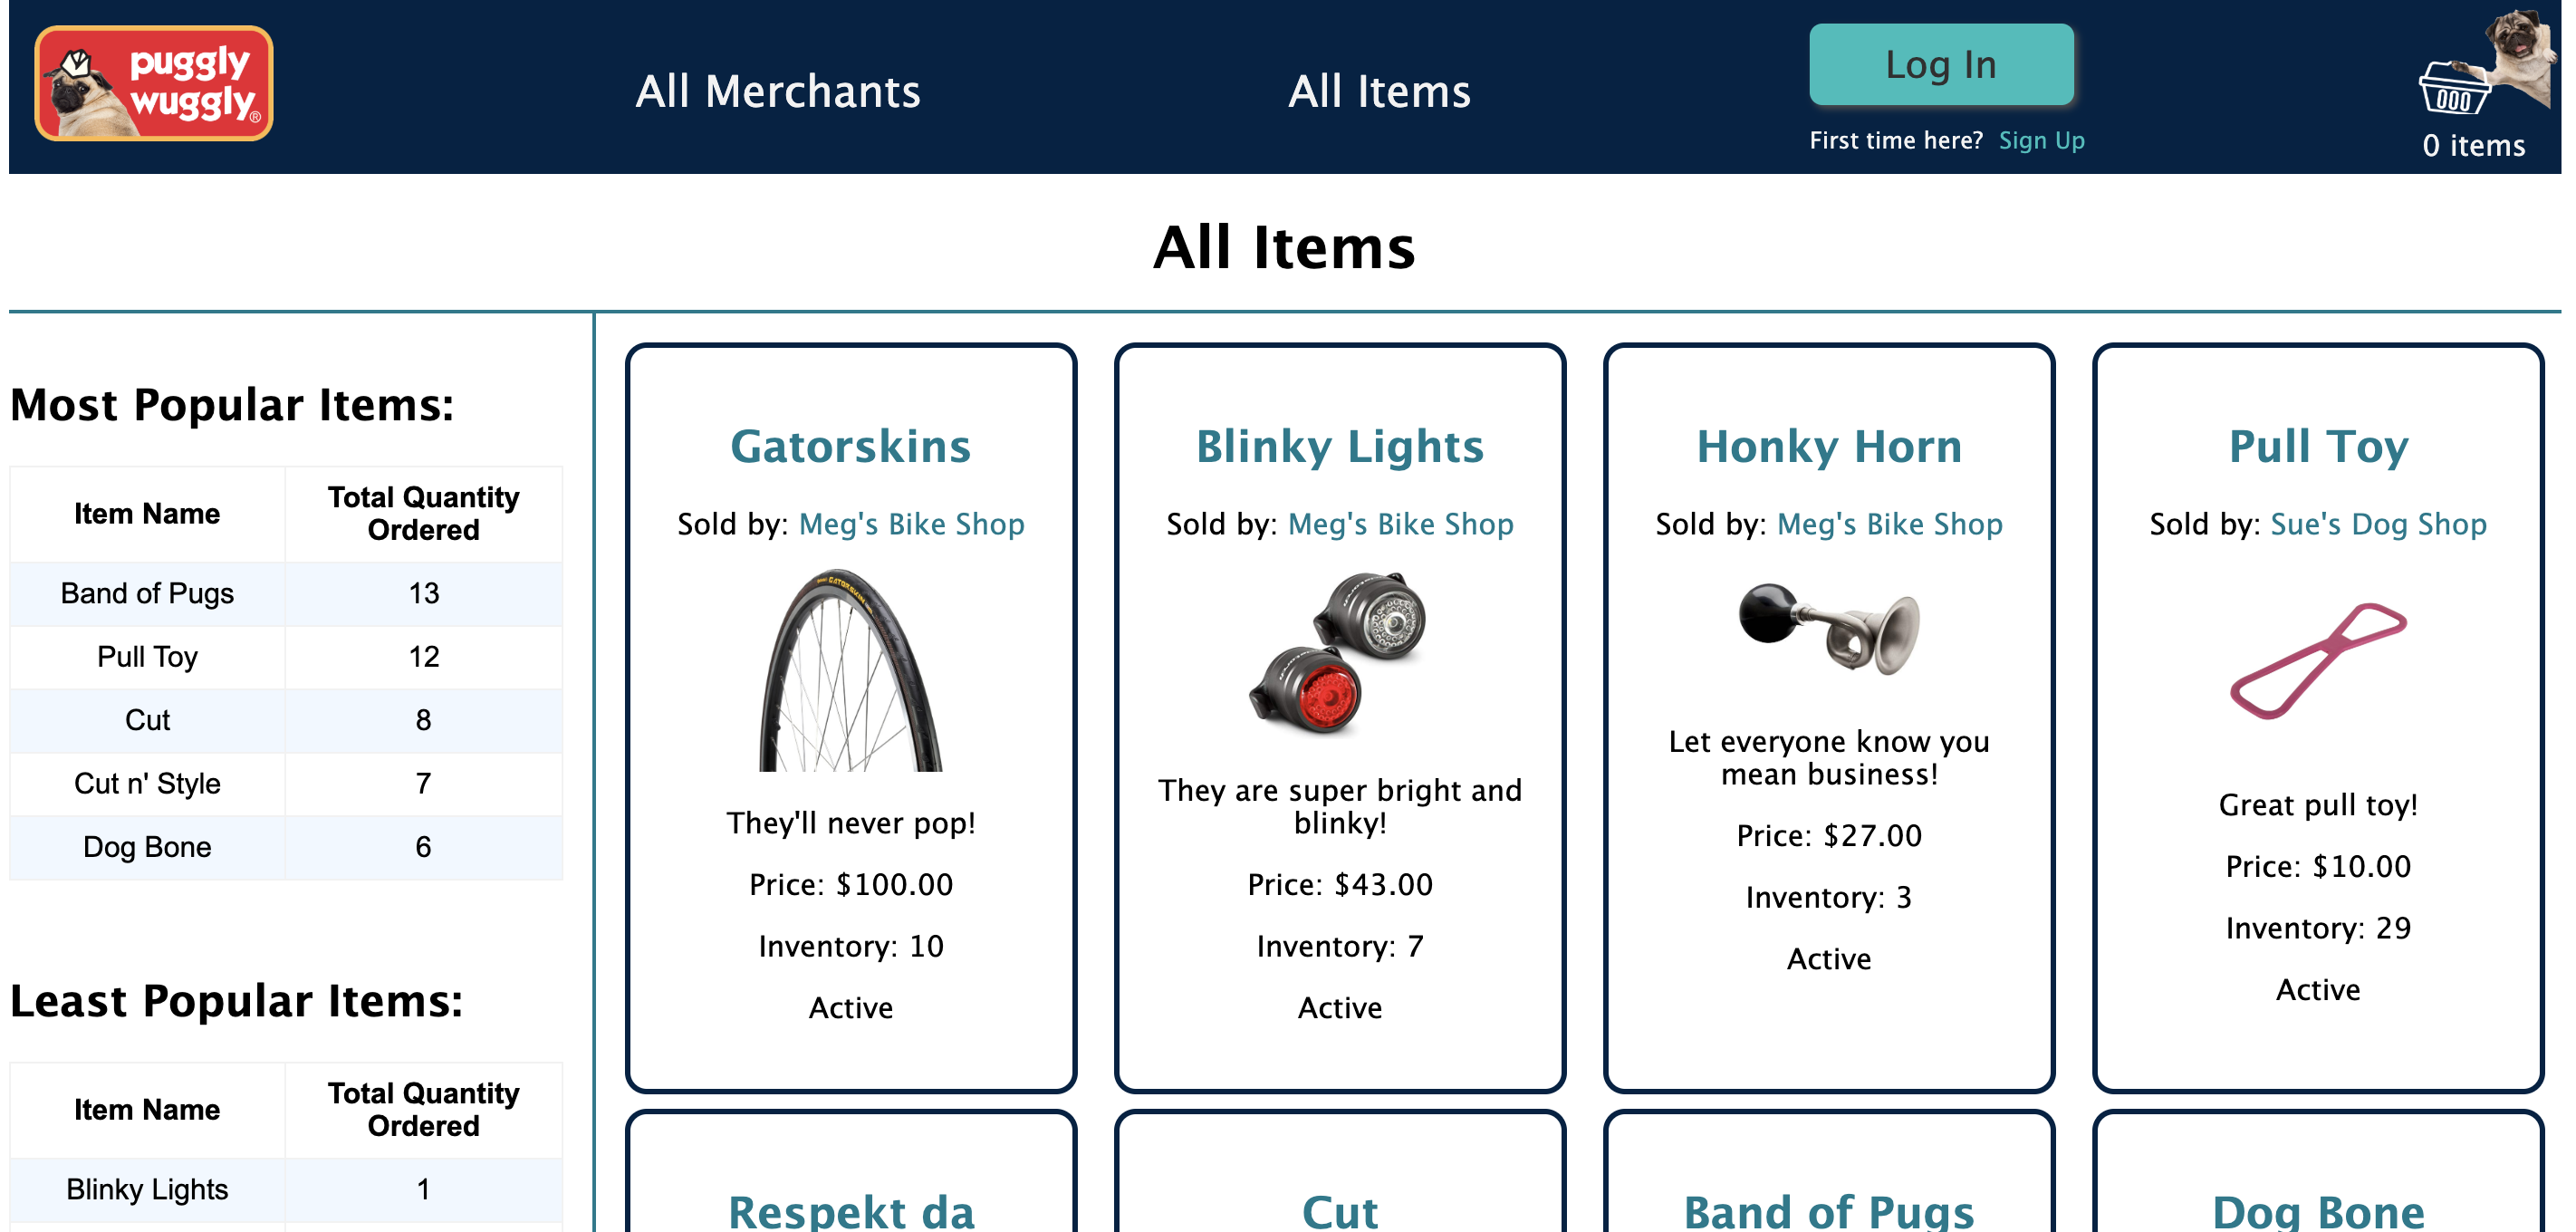 puggly
wuggly®
All Merchants
All Items
Log In
First time here? Sign Up
0 items
All Items
Most Popular Items:
Item Name
Total Quantity
Ordered
Band of Pugs 13
Pull Toy 12
Cut 8
Cut n' Style 7
Dog Bone 6
Least Popular Items:
Item Name
Total Quantity
Ordered
Blinky Lights 1
Gatorskins
Sold by: Meg's Bike Shop
GATORSKIN
They'll never pop!
Price: $100.00
Inventory: 10
Active
Blinky Lights
Sold by: Meg's Bike Shop
They are super bright and
blinky!
Price: $43.00
Inventory: 7
Active
Honky Horn
Sold by: Meg's Bike Shop
Let everyone know you
mean business!
Price: $27.00
Inventory: 3
Active
Pull Toy
Sold by: Sue's Dog Shop
Great pull toy!
Price: $10.00
Inventory: 29
Active
Respekt da
Cut
Band of Pugs
Dog Bone